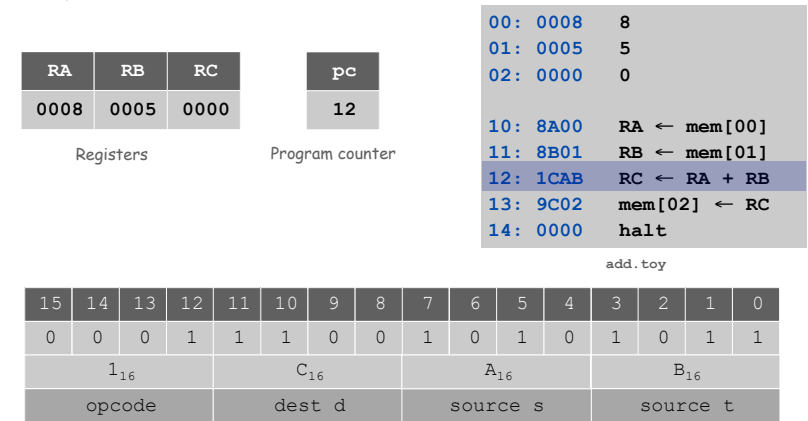 00: 0008 8
01: 0005 5
02: 0000 0
RA RB RC
pc
0008 0005 0000
12
10: 8A00 RA ← mem[00]
Registers
Program counter
11: 8B01 RB ← mem[01]
12: 1CAB RC ← RA + RB
13: 9C02 mem[02] ← RC
14: 0000 halt
add.toy
15 14 13 12 11 10 9 8 7 6 5 4 3 2 1 0
0 0 0 1 1 1 0 0 1 0 1 0 1 0 1 1
1₁₆ C₁₆ A₁₆ B₁₆
opcode dest d source s source t